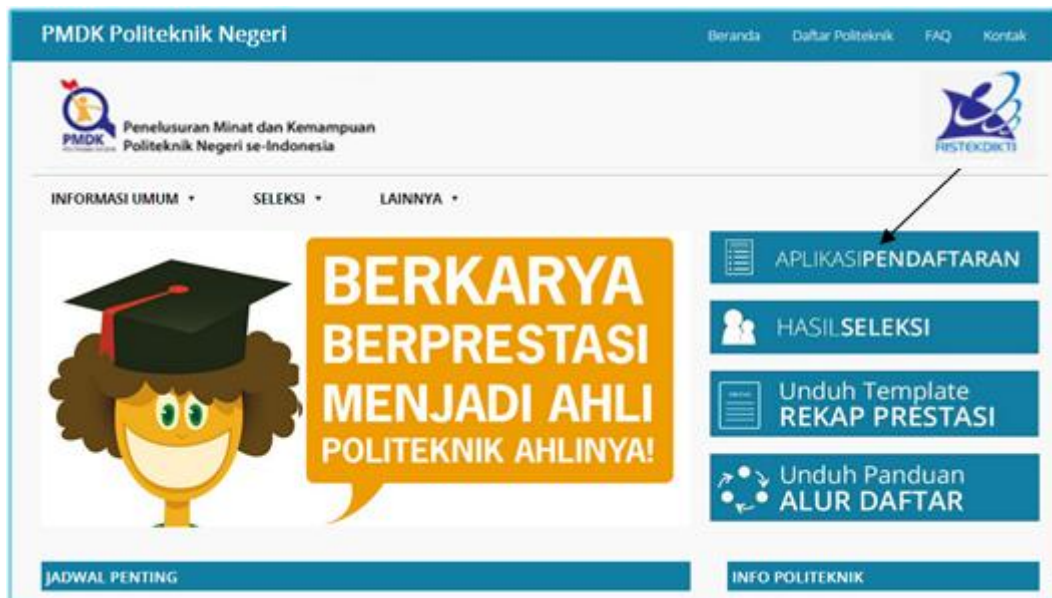 PMDK Politeknik Negeri
Beranda Daftar Politeknik FAQ Kontak
PMDK
Penelusuran Minat dan Kemampuan
Politeknik Negeri se-Indonesia
RISTEKDIKTI
INFORMASI UMUM SELEKSI LAINNYA
BERKARYA
BERPRESTASI
MENJADI AHLI
POLITEKNIK AHLINYA!
APLIKASIPENDAFTARAN
HASILSELEKSI
Unduh Template
REKAP PRESTASI
Unduh Panduan
ALUR DAFTAR
JADWAL PENTING
INFO POLITEKNIK